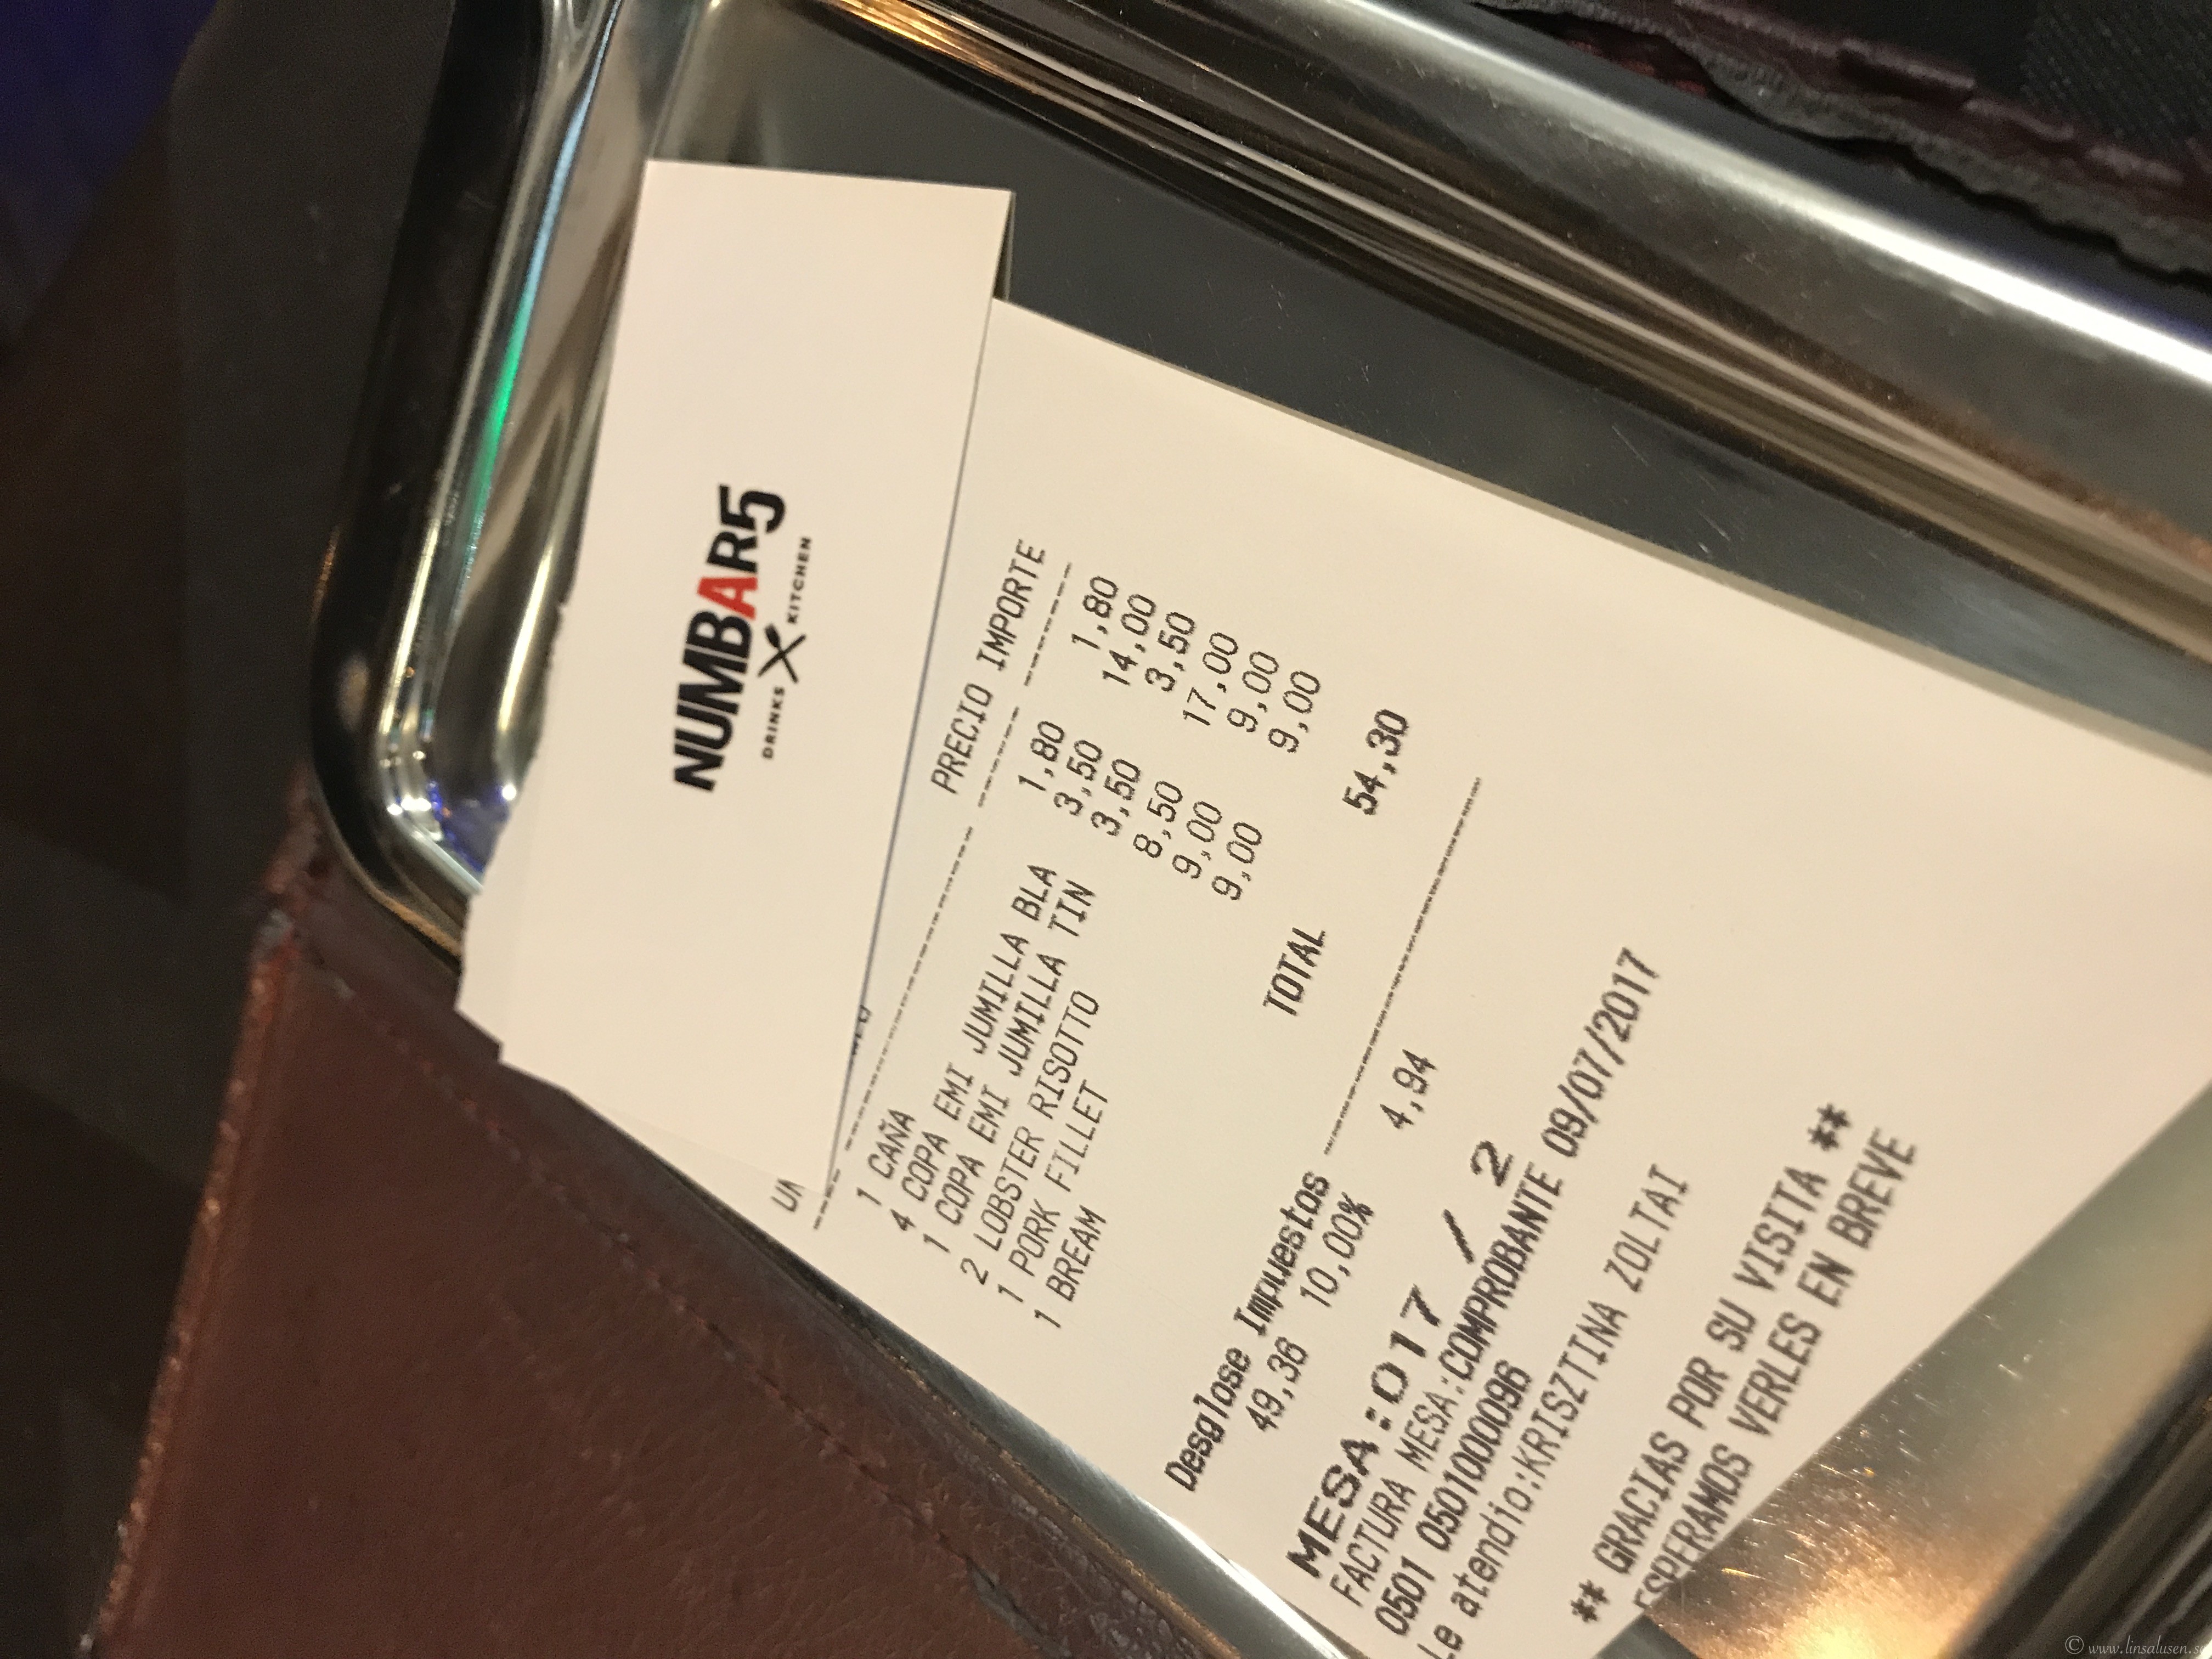 NUMBAR5
DRINKS KITCHEN
PRECIO IMPORTE
1 CAÑA 1,80 1,80
4 COPA EMI JUMILLA BLA 3,50 14,00
1 COPA EMI JUMILLA TIN 3,50 3,50
2 LOBSTER RISOTTO 8,50 17,00
1 PORK FILLET 9,00 9,00
1 BREAM 9,00 9,00
TOTAL 54,30
Desglose Impuestos
49,36 10,00% 4,94
MESA:017 / 2
FACTURA MESA:COMPROBANTE 09/07/2017
0501 05010000096
Le atendio:KRISZTINA ZOLTAI
** GRACIAS POR SU VISITA **
ESPERAMOS VERLES EN BREVE
© www.linsalusen.se